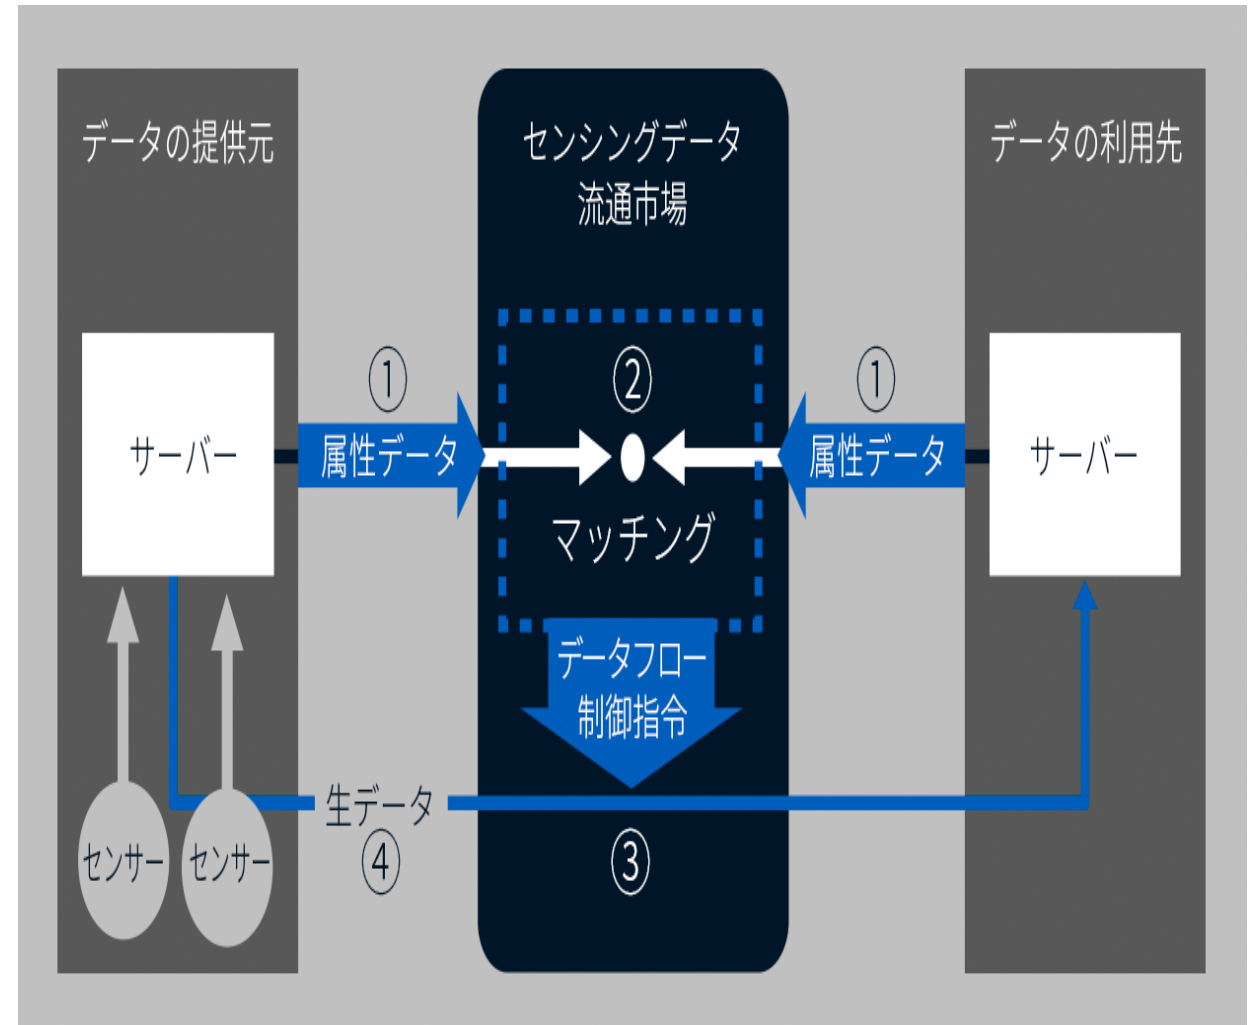 データの提供元
センシングデータ
流通市場
データの利用先
サーバー
①
属性データ
②
マッチング
①
属性データ
サーバー
データフロー
制御指令
生データ
④
③
センサー
センサー